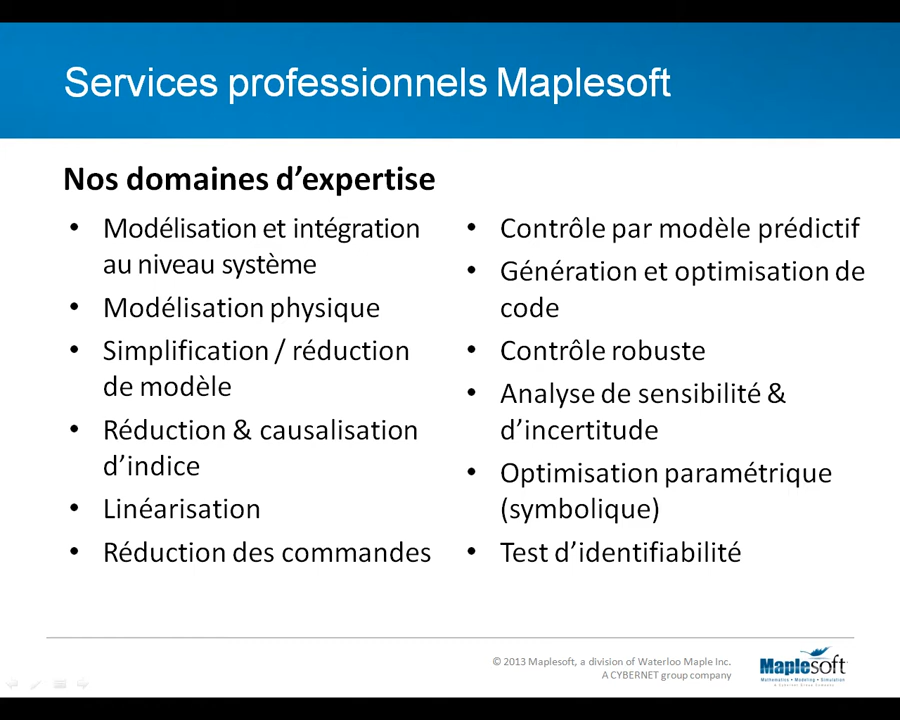 Services professionnels Maplesoft
Nos domaines d’expertise
• Modélisation et intégration
au niveau système
• Modélisation physique
• Simplification / réduction
de modèle
• Réduction & causalisation
d’indice
• Linéarisation
• Réduction des commandes
• Contrôle par modèle prédictif
• Génération et optimisation de
code
• Contrôle robuste
• Analyse de sensibilité &
d’incertitude
• Optimisation paramétrique
(symbolique)
• Test d’identifiabilité
© 2013 Maplesoft, a division of Waterloo Maple Inc.
A CYBERNET group company
Maplesoft
Mathematics • Modeling • Simulation
A Cybernet Group Company